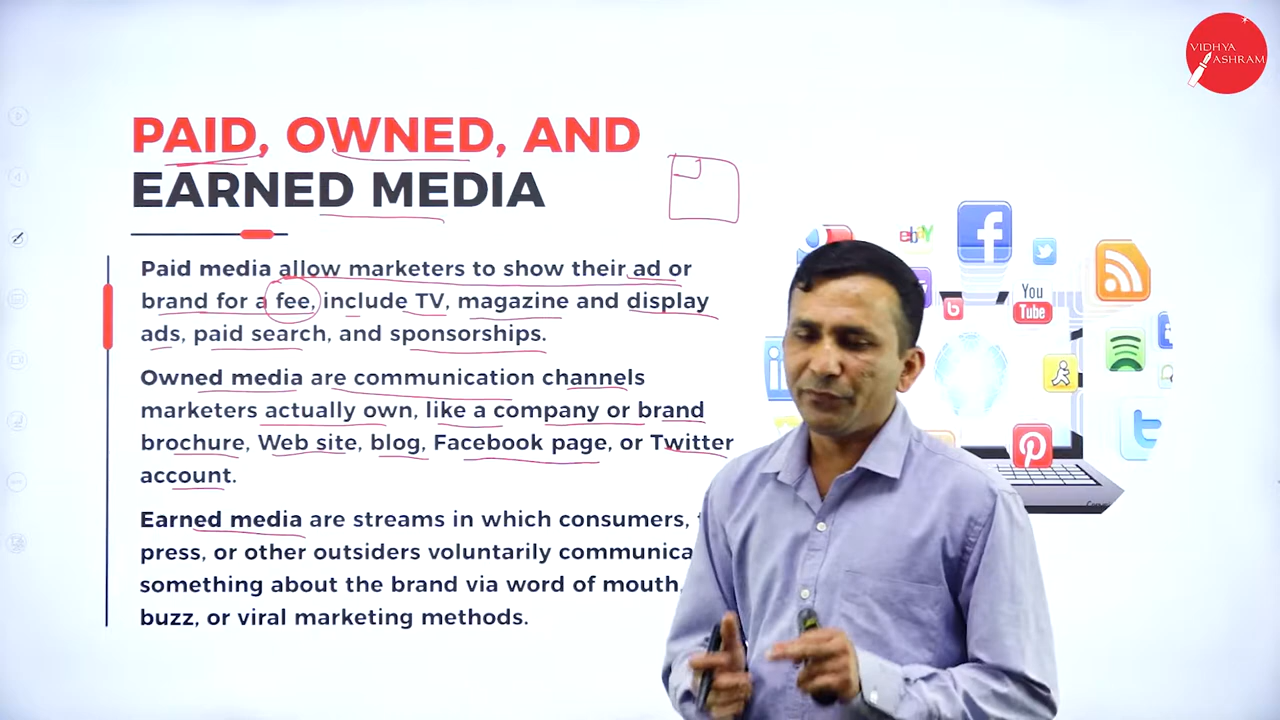 VIDHYA
ASHRAM
PAID, OWNED, AND
EARNED MEDIA
Paid media allow marketers to show their ad or
brand for a fee, include TV, magazine and display
ads, paid search, and sponsorships.
Owned media are communication channels
marketers actually own, like a company or brand
brochure, Web site, blog, Facebook page, or Twitter
account.
Earned media are streams in which consumers,
press, or other outsiders voluntarily communica
something about the brand via word of mouth,
buzz, or viral marketing methods.
ebay
You
Tube